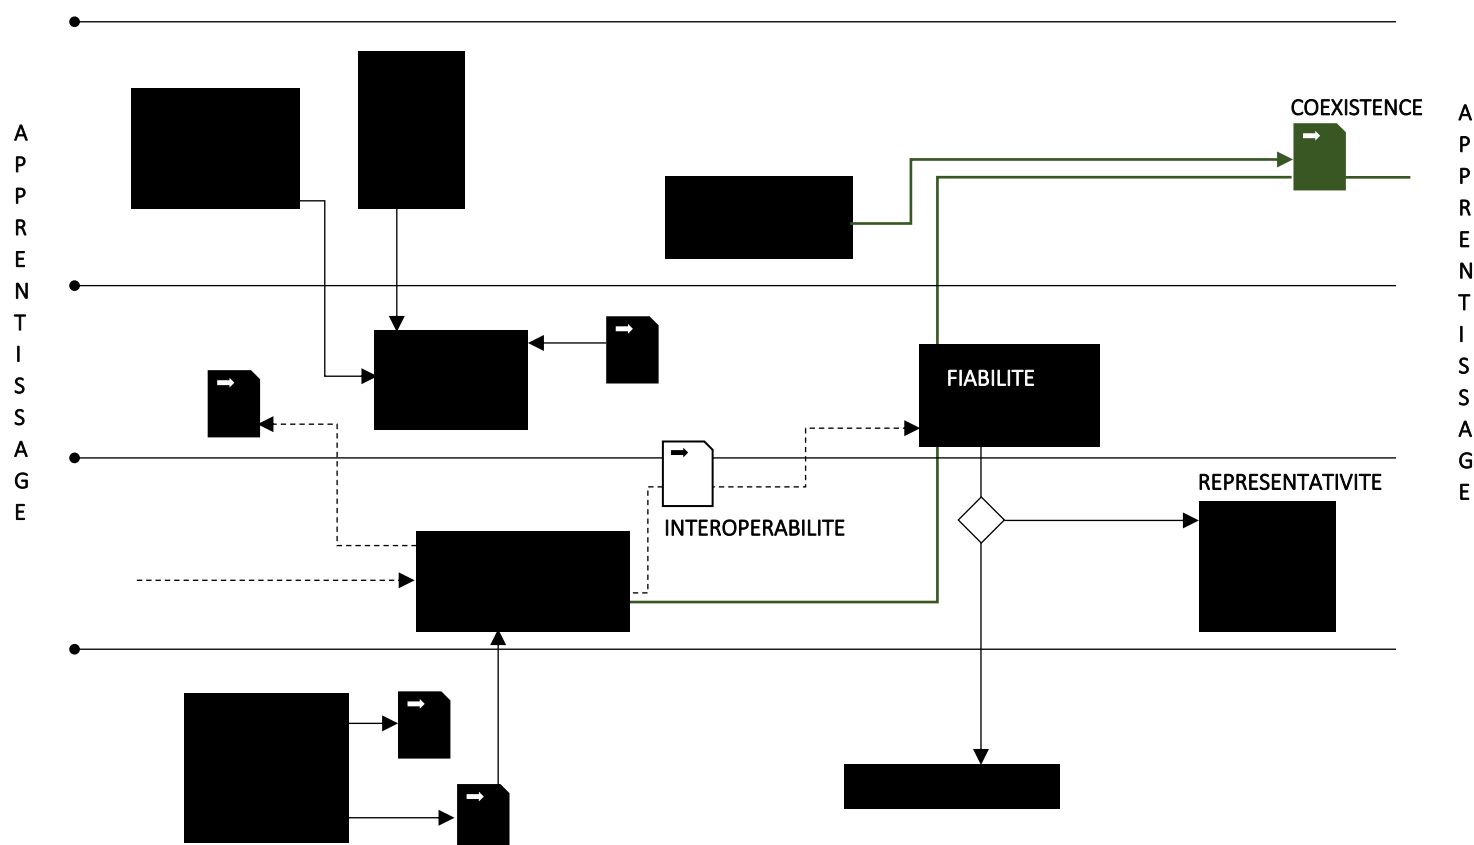 APPRENTISSAGE
COEXISTENCE
APPRENTISSAGE
FIABILITE
REPRESENTATIVITE
INTEROPERABILITE